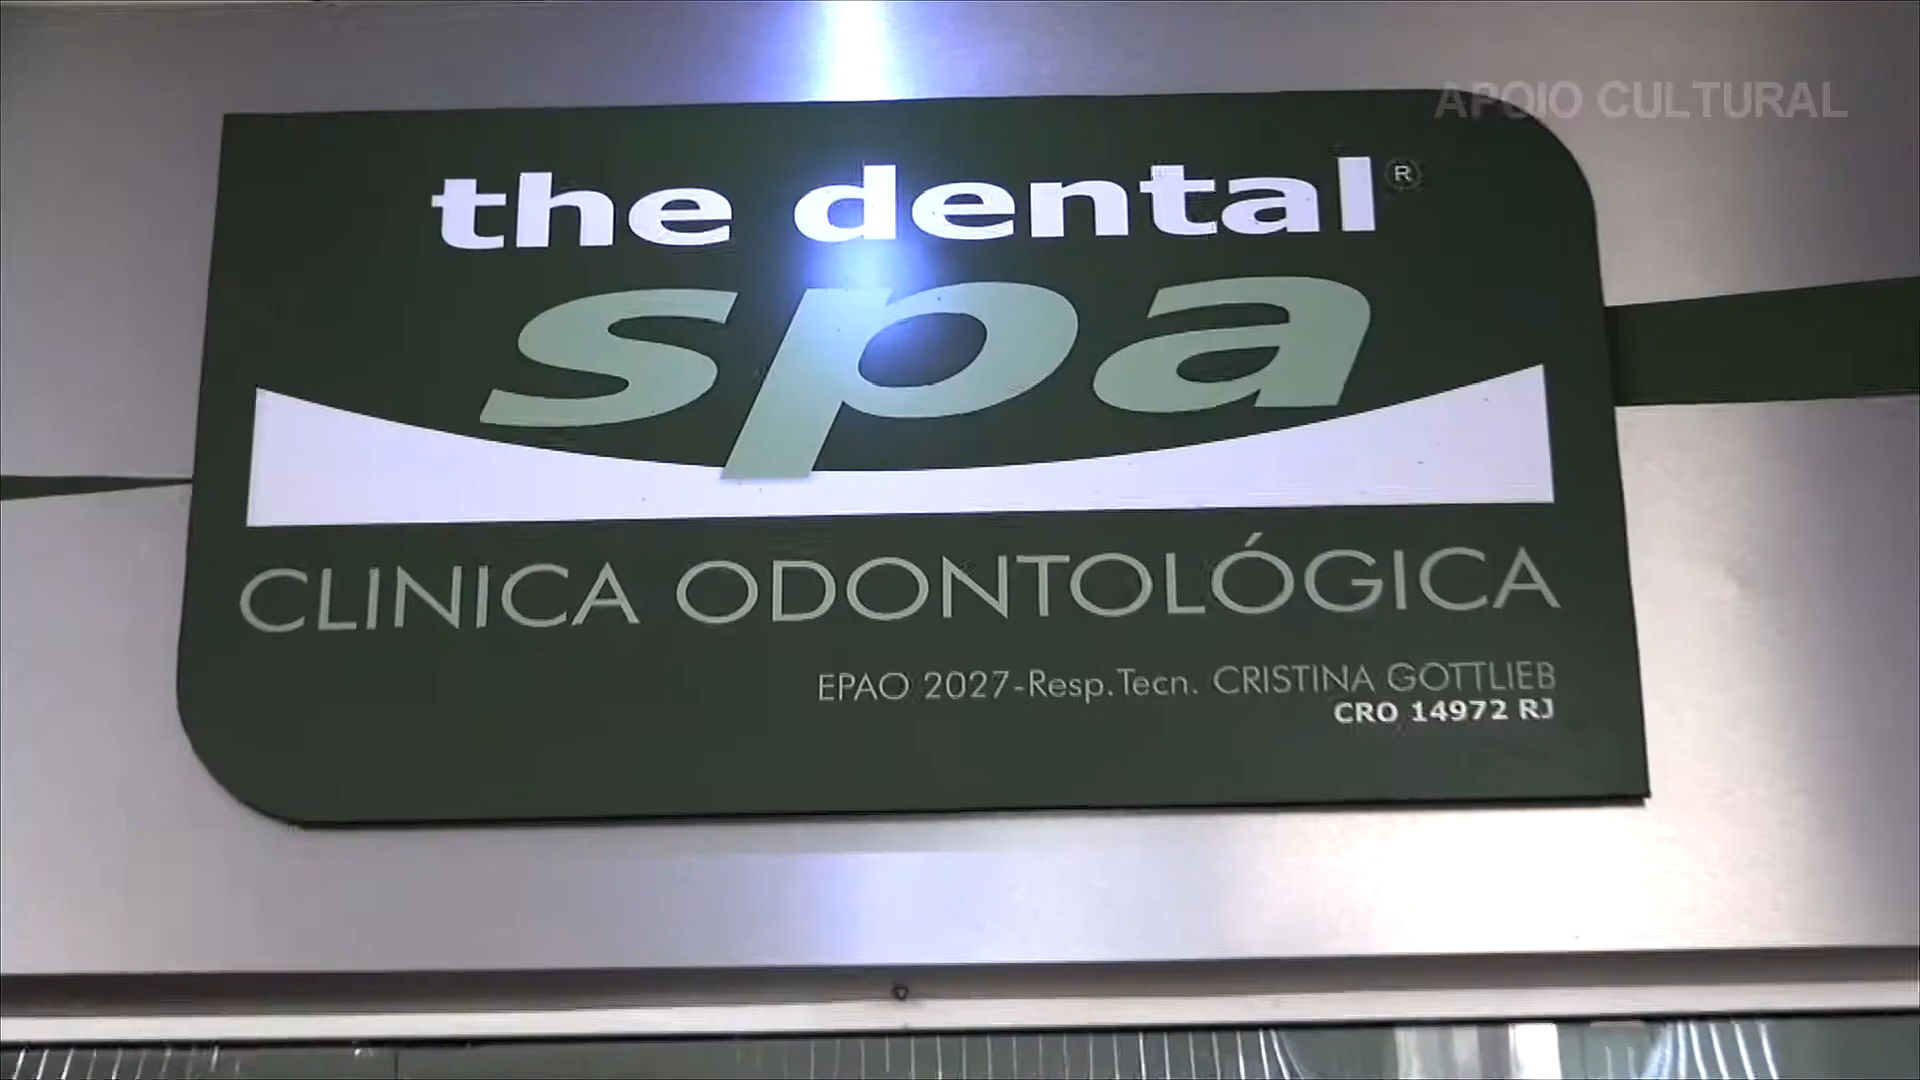 APOIO CULTURAL
the dental®
spa
CLINICA ODONTOLÓGICA
EPAO 2027-Resp.Tecn. CRISTINA GOTTLIEB
CRO 14972 RJ